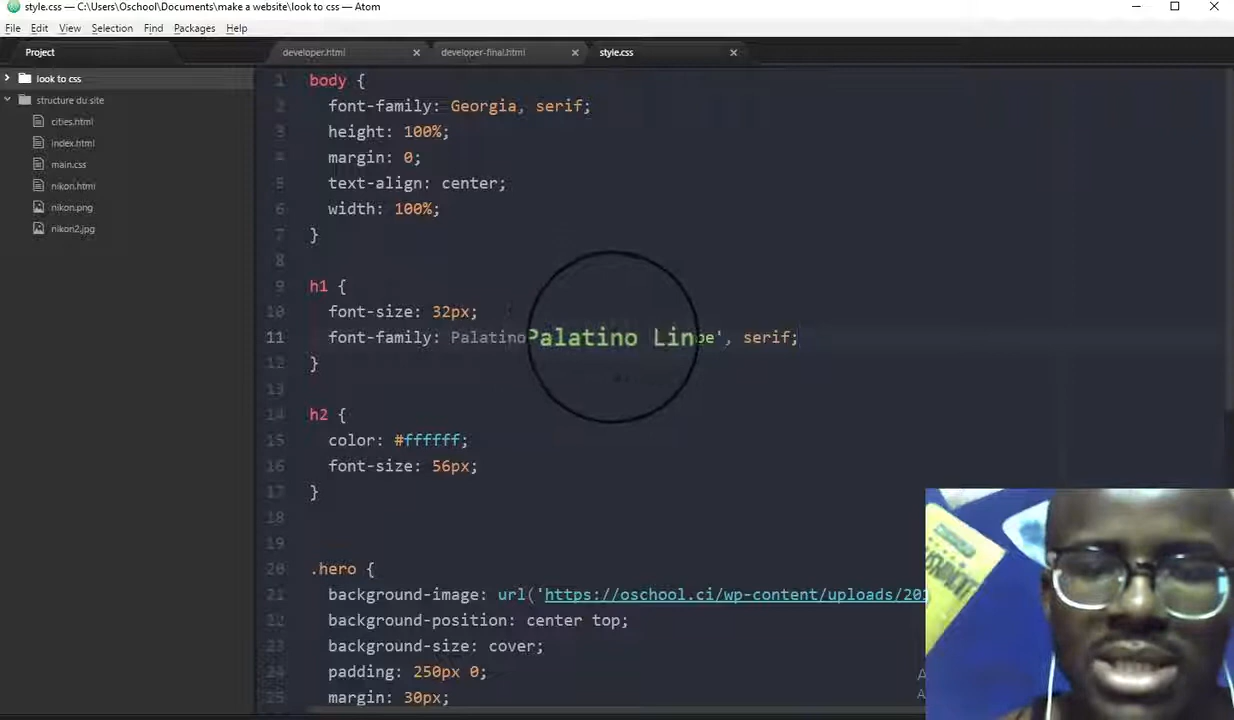 style.css — C:\Users\Oschool\Documents\make a website\look to css — Atom
File Edit View Selection Find Packages Help
Project
developer.html
developer-final.html
style.css
look to css
structure du site
cities.html
index.html
main.css
nikon.html
nikon.png
nikon2.jpg
1 body {
2 font-family: Georgia, serif;
3 height: 100%;
4 margin: 0;
5 text-align: center;
6 width: 100%;
7 }
8
9 h1 {
10 font-size: 32px;
11 font-family: Palatino Palatino Lin pe', serif;
12 }
13
14 h2 {
15 color: #ffffff;
16 font-size: 56px;
17 }
18
19
20 .hero {
21 background-image: url('https://oschool.ci/wp-content/uploads/201
22 background-position: center top;
23 background-size: cover;
24 padding: 250px 0;
25 margin: 30px;